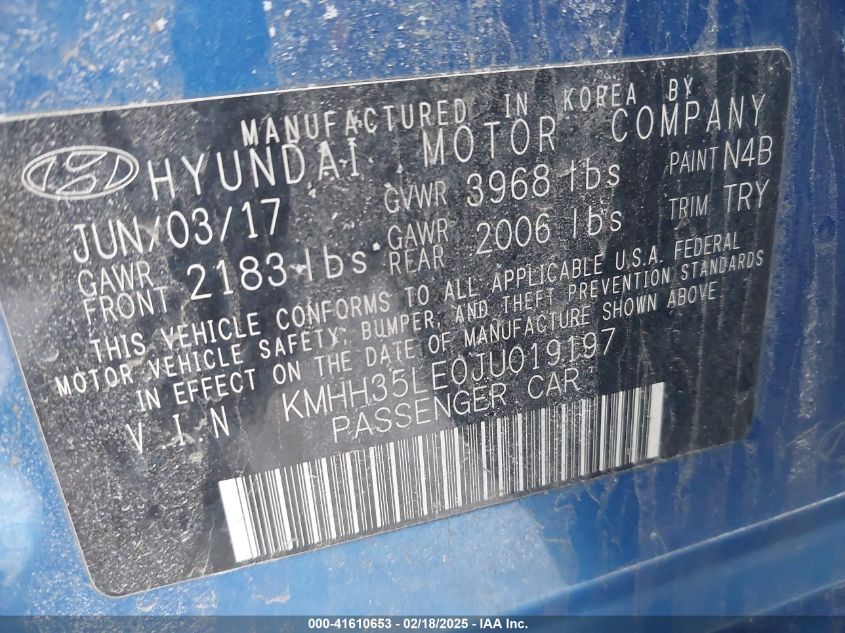 MANUFACTURED IN KOREA BY
HYUNDAI MOTOR COMPANY
JUN/03/17 GVWR 3968 lbs PAINT N4B
GAWR FRONT 2183 lbs GAWR REAR 2006 lbs TRIM TRY
THIS VEHICLE CONFORMS TO ALL APPLICABLE U.S.A. FEDERAL
MOTOR VEHICLE SAFETY, BUMPER, AND THEFT PREVENTION STANDARDS
IN EFFECT ON THE DATE OF MANUFACTURE SHOWN ABOVE
V I N KMHH35LE0JU019197
PASSENGER CAR
000-41610653 - 02/18/2025 - IAA Inc.